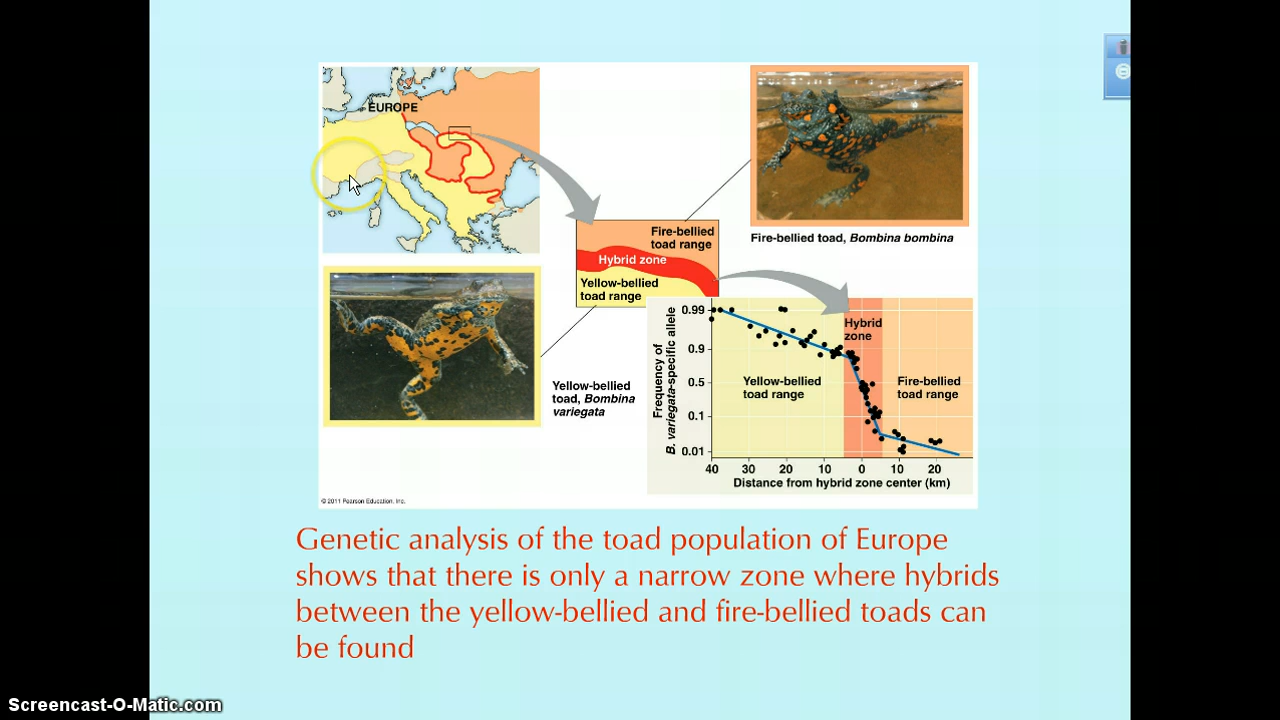 EUROPE
Fire-bellied toad, Bombina bombina
Fire-bellied
toad range
Hybrid zone
Yellow-bellied
toad range
Yellow-bellied
toad, Bombina
variegata
Frequency of
B. variegata-specific allele
0.99
0.9
0.5
0.1
0.01
Hybrid
zone
Yellow-bellied
toad range
Fire-bellied
toad range
40 30 20 10 0 10 20
Distance from hybrid zone center (km)
© 2011 Pearson Education, Inc.
Genetic analysis of the toad population of Europe
shows that there is only a narrow zone where hybrids
between the yellow-bellied and fire-bellied toads can
be found
Screencast-O-Matic.com